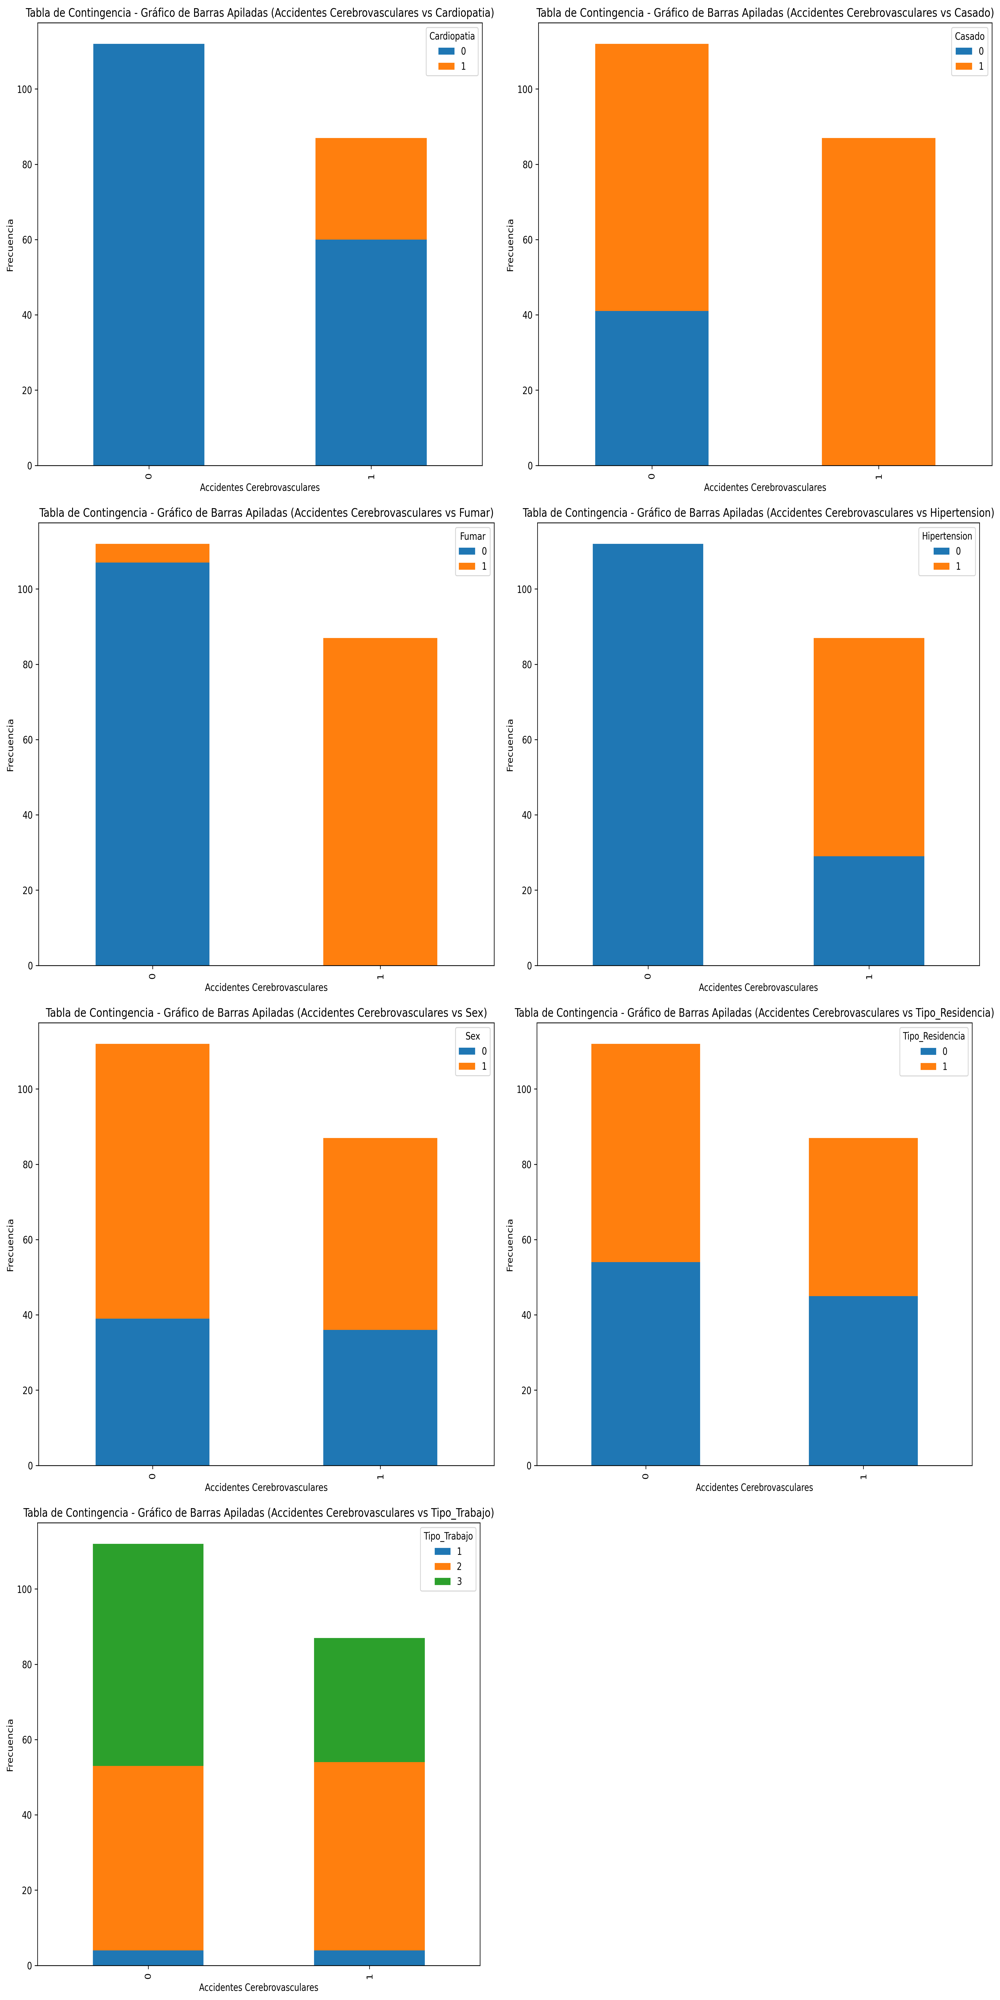 Tabla de Contingencia - Gráfico de Barras Apiladas (Accidentes Cerebrovasculares vs Cardiopatia)
Cardiopatia
0
1
100
80
60
40
20
0
Frecuencia
0
1
Accidentes Cerebrovasculares
Tabla de Contingencia - Gráfico de Barras Apiladas (Accidentes Cerebrovasculares vs Casado)
Casado
0
1
100
80
60
40
20
0
Frecuencia
0
1
Accidentes Cerebrovasculares
Tabla de Contingencia - Gráfico de Barras Apiladas (Accidentes Cerebrovasculares vs Fumar)
Fumar
0
1
100
80
60
40
20
0
Frecuencia
0
1
Accidentes Cerebrovasculares
Tabla de Contingencia - Gráfico de Barras Apiladas (Accidentes Cerebrovasculares vs Hipertension)
Hipertension
0
1
100
80
60
40
20
0
Frecuencia
0
1
Accidentes Cerebrovasculares
Tabla de Contingencia - Gráfico de Barras Apiladas (Accidentes Cerebrovasculares vs Sex)
Sex
0
1
100
80
60
40
20
0
Frecuencia
0
1
Accidentes Cerebrovasculares
Tabla de Contingencia - Gráfico de Barras Apiladas (Accidentes Cerebrovasculares vs Tipo_Residencia)
Tipo_Residencia
0
1
100
80
60
40
20
0
Frecuencia
0
1
Accidentes Cerebrovasculares
Tabla de Contingencia - Gráfico de Barras Apiladas (Accidentes Cerebrovasculares vs Tipo_Trabajo)
Tipo_Trabajo
1
2
3
100
80
60
40
20
0
Frecuencia
0
1
Accidentes Cerebrovasculares